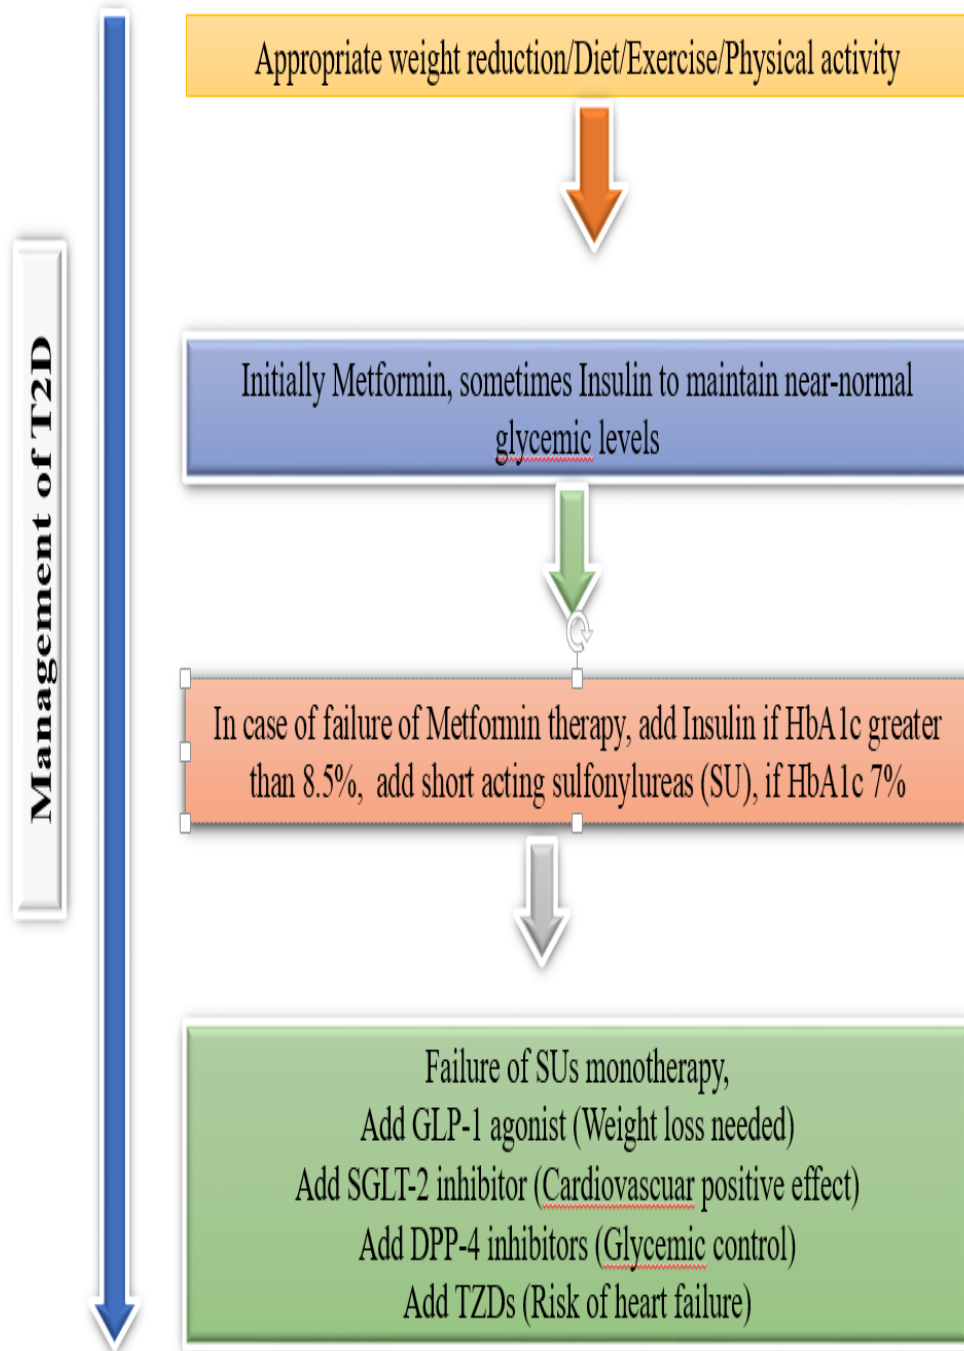 Management of T2D
Appropriate weight reduction/Diet/Exercise/Physical activity
Initially Metformin, sometimes Insulin to maintain near-normal
glycemic levels
In case of failure of Metformin therapy, add Insulin if HbA1c greater
than 8.5%, add short acting sulfonylureas (SU), if HbA1c 7%
Failure of SUs monotherapy,
Add GLP-1 agonist (Weight loss needed)
Add SGLT-2 inhibitor (Cardiovascuar positive effect)
Add DPP-4 inhibitors (Glycemic control)
Add TZDs (Risk of heart failure)